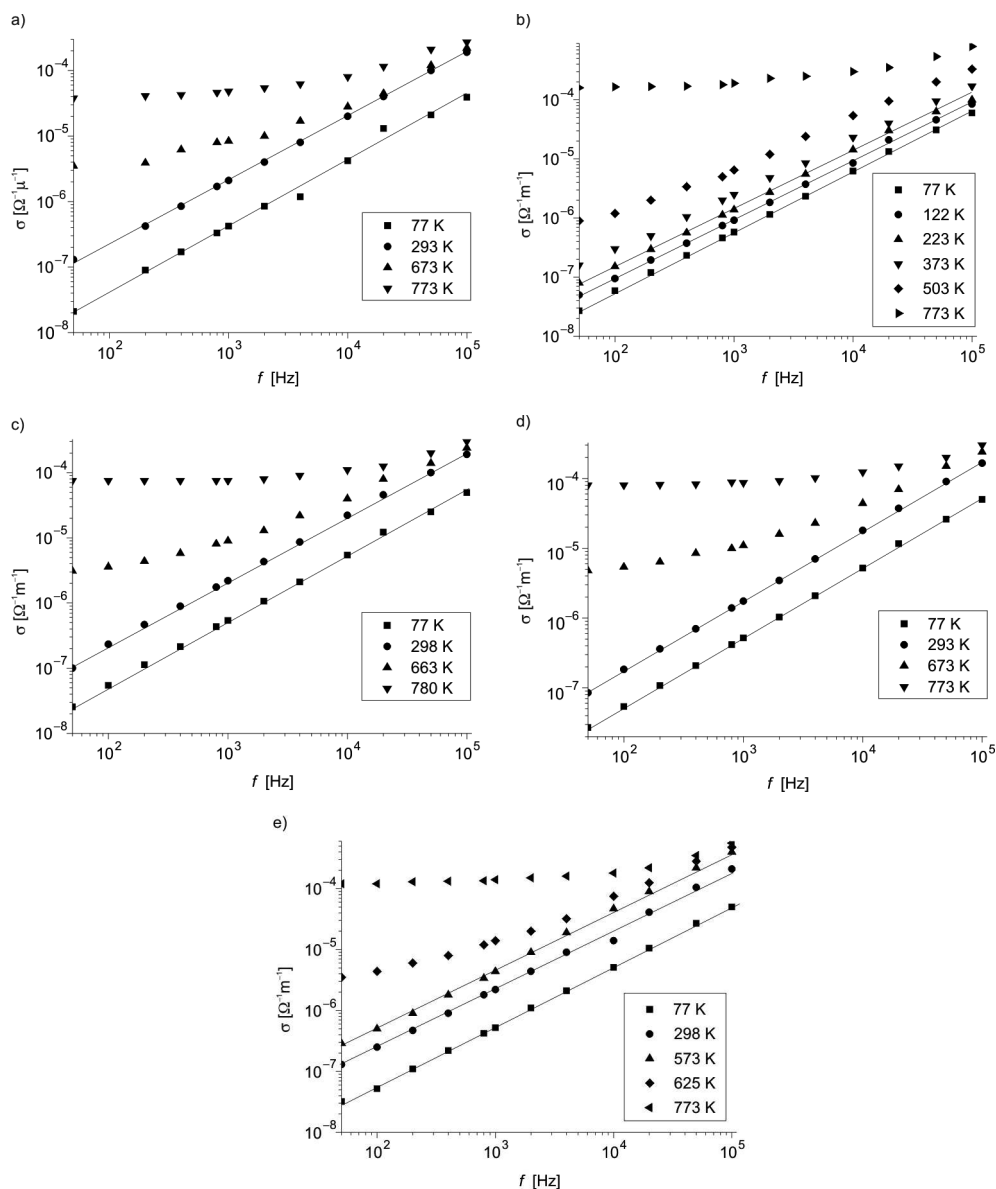 a)
10⁻⁴
10⁻⁵
10⁻⁶
10⁻⁷
10⁻⁸
σ [Ω⁻¹μ⁻¹]
77 K
293 K
673 K
773 K
10² 10³ 10⁴ 10⁵
f [Hz]
b)
10⁻⁴
10⁻⁵
10⁻⁶
10⁻⁷
10⁻⁸
σ [Ω⁻¹m⁻¹]
77 K
122 K
223 K
373 K
503 K
773 K
10² 10³ 10⁴ 10⁵
f [Hz]
c)
10⁻⁴
10⁻⁵
10⁻⁶
10⁻⁷
10⁻⁸
σ [Ω⁻¹m⁻¹]
77 K
298 K
663 K
780 K
10² 10³ 10⁴ 10⁵
f [Hz]
d)
10⁻⁴
10⁻⁵
10⁻⁶
10⁻⁷
σ [Ω⁻¹m⁻¹]
77 K
293 K
673 K
773 K
10² 10³ 10⁴ 10⁵
f [Hz]
e)
10⁻⁴
10⁻⁵
10⁻⁶
10⁻⁷
10⁻⁸
σ [Ω⁻¹m⁻¹]
77 K
298 K
573 K
625 K
773 K
10² 10³ 10⁴ 10⁵
f [Hz]